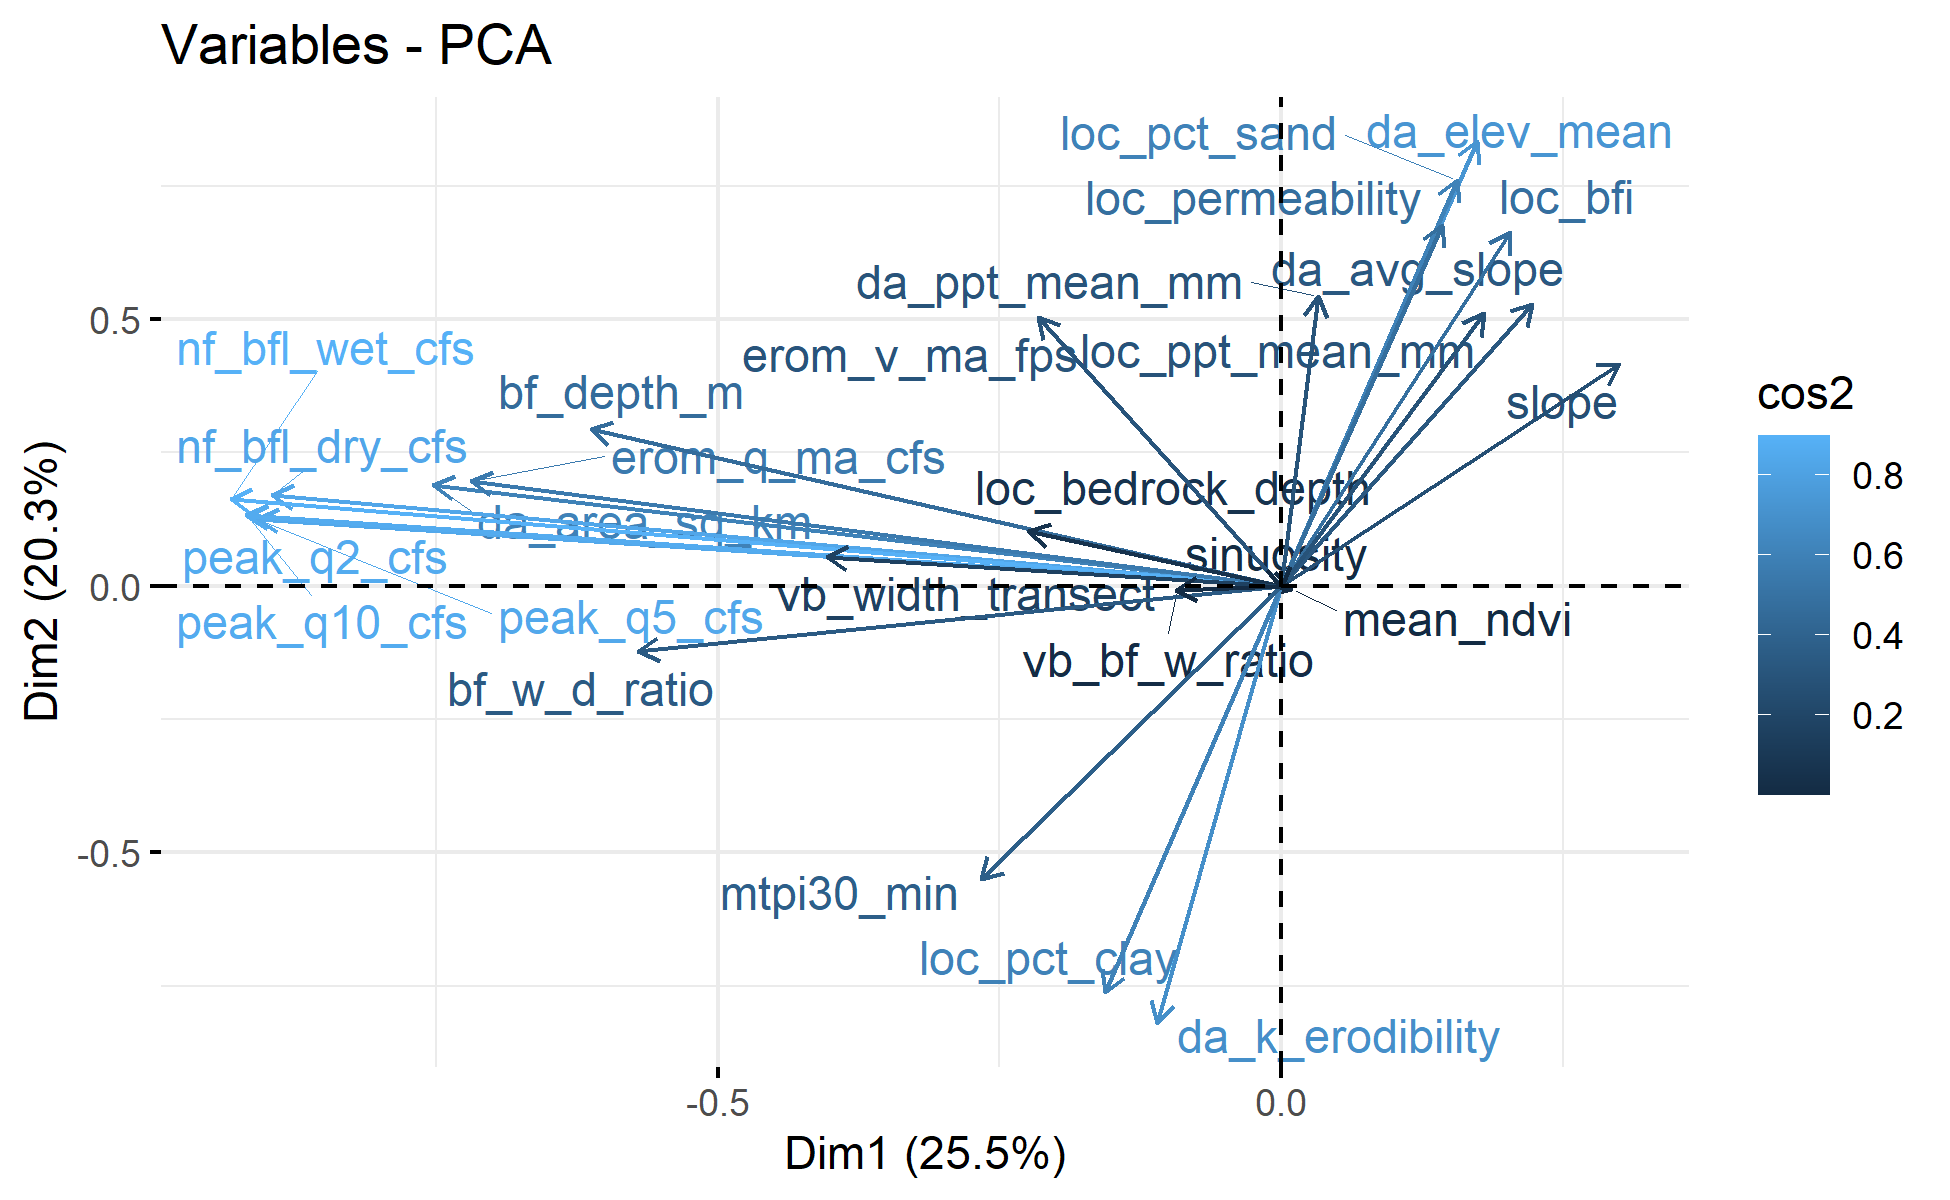 Variables - PCA
loc_pct_sand
da_elev_mean
loc_permeability
loc_bfi
da_ppt_mean_mm
da_avg_slope
erom_v_ma_fps
loc_ppt_mean_mm
slope
nf_bfl_wet_cfs
bf_depth_m
nf_bfl_dry_cfs
erom_q_ma_cfs
loc_bedrock_depth
da_area_sq_km
peak_q2_cfs
sinuosity
vb_width_transect
peak_q10_cfs
peak_q5_cfs
mean_ndvi
vb_bf_w_ratio
bf_w_d_ratio
mtpi30_min
loc_pct_clay
da_k_erodibility
0.5
0.0
-0.5
Dim2 (20.3%)
-0.5
0.0
Dim1 (25.5%)
cos2
0.8
0.6
0.4
0.2